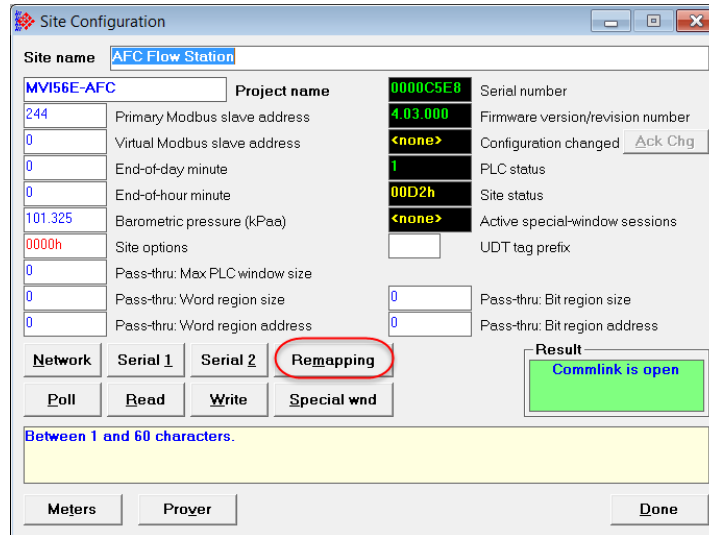 Site Configuration
Site name AFC Flow Station
MVI56E-AFC Project name 0000C5E8 Serial number
244 Primary Modbus slave address 4.03.000 Firmware version/revision number
0 Virtual Modbus slave address <none> Configuration changed Ack Chg
0 End-of-day minute 1 PLC status
0 End-of-hour minute 00D2h Site status
101.325 Barometric pressure (kPaa) <none> Active special-window sessions
0000h Site options UDT tag prefix
0 Pass-thru: Max PLC window size
0 Pass-thru: Word region size 0 Pass-thru: Bit region size
0 Pass-thru: Word region address 0 Pass-thru: Bit region address
Network Serial 1 Serial 2 Remapping Result
Commlink is open
Poll Read Write Special wnd
Between 1 and 60 characters.
Meters Prover Done